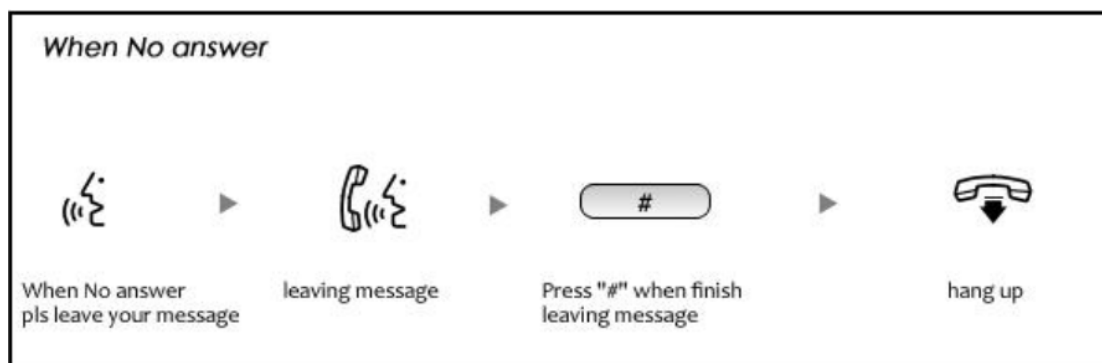 When No answer
#
When No answer
pls leave your message
leaving message
Press "#" when finish
leaving message
hang up